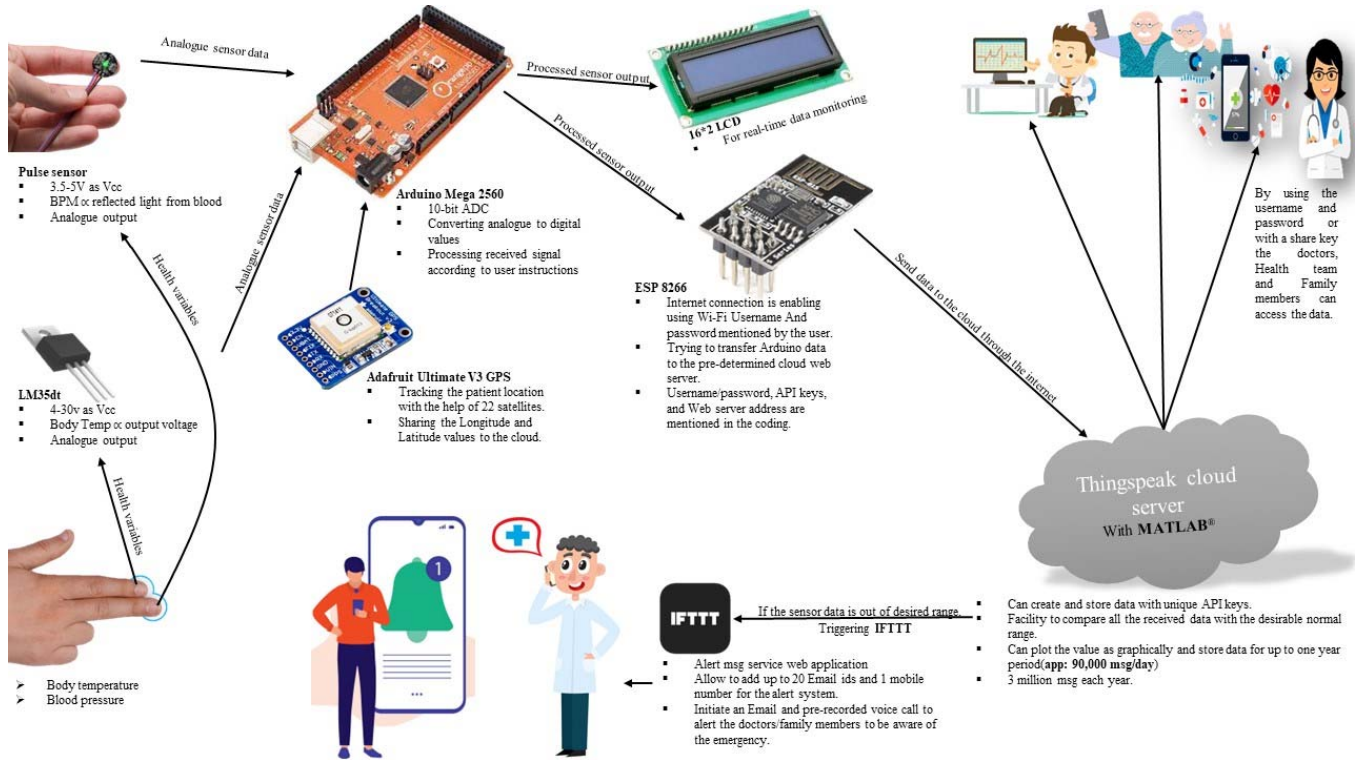 Analogue sensor data
Pulse sensor
▪ 3.5-5V as Vcc
▪ BPM ∝ reflected light from blood
▪ Analogue output
Health variables
Analogue sensor data
LM35dt
▪ 4-30v as Vcc
▪ Body Temp ∝ output voltage
▪ Analogue output
Health variables
➢ Body temperature
➢ Blood pressure
Arduino Mega 2560
▪ 10-bit ADC
▪ Converting analogue to digital
values
▪ Processing received signal
according to user instructions
Adafruit Ultimate V3 GPS
▪ Tracking the patient location
with the help of 22 satellites.
▪ Sharing the Longitude and
Latitude values to the cloud.
Processed sensor output
16*2 LCD
▪ For real-time data monitoring
Processed sensor output
ESP 8266
▪ Internet connection is enabling
using Wi-Fi Username And
password mentioned by the user.
▪ Trying to transfer Arduino data
to the pre-determined cloud web
server.
▪ Username/password, API keys,
and Web server address are
mentioned in the coding.
Send data to the cloud through the internet
By using the
username and
password or
with a share key
the doctors,
Health team
and Family
members can
access the data.
Thingspeak cloud
server
With MATLAB®
▪ Can create and store data with unique API keys.
▪ Facility to compare all the received data with the desirable normal
range.
▪ Can plot the value as graphically and store data for up to one year
period(app: 90,000 msg/day)
▪ 3 million msg each year.
If the sensor data is out of desired range.
Triggering IFTTT
IFTTT
▪ Alert msg service web application
▪ Allow to add up to 20 Email ids and 1 mobile
number for the alert system.
▪ Initiate an Email and pre-recorded voice call to
alert the doctors/family members to be aware of
the emergency.
1